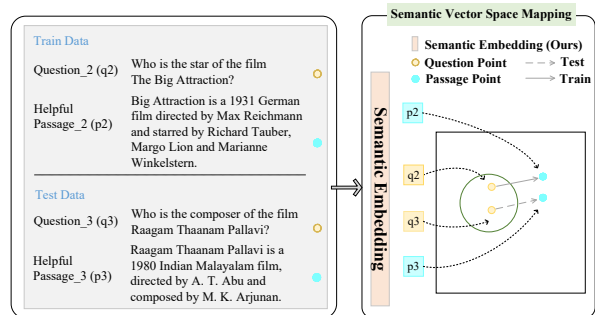 Train Data
Question_2 (q2)
Who is the star of the film
The Big Attraction?
Helpful
Passage_2 (p2)
Big Attraction is a 1931 German
film directed by Max Reichmann
and starred by Richard Tauber,
Margo Lion and Marianne
Winkelstern.
Test Data
Question_3 (q3)
Who is the composer of the film
Raagam Thaanam Pallavi?
Helpful
Passage_3 (p3)
Raagam Thaanam Pallavi is a
1980 Indian Malayalam film,
directed by A. T. Abu and
composed by M. K. Arjunan.
Semantic Vector Space Mapping
Semantic Embedding (Ours)
Question Point
Test
Passage Point
Train
Semantic Embedding
p2
q2
q3
p3